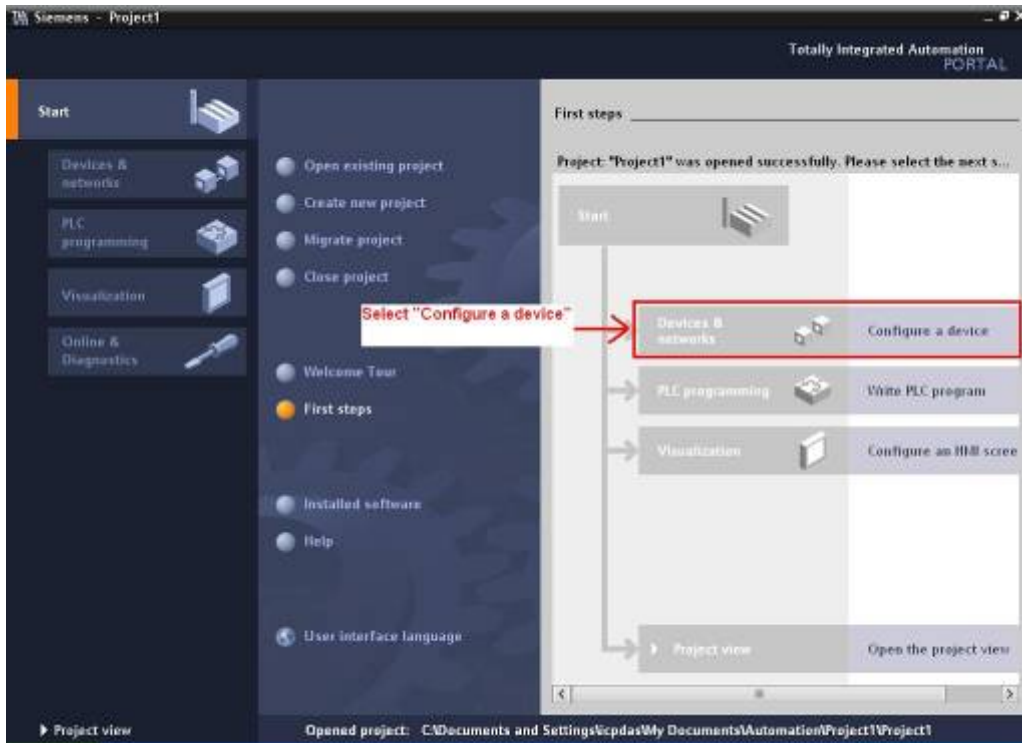 Siemens - Project1
Totally Integrated Automation
PORTAL
Start
Devices &
networks
PLC
programming
Visualization
Online &
Diagnostics
Open existing project
Create new project
Migrate project
Close project
Welcome Tour
First steps
Installed software
Help
User interface language
First steps
Project: "Project1" was opened successfully. Please select the next s...
Start
Select "Configure a device"
Devices &
networks
Configure a device
PLC programming
Write PLC program
Visualization
Configure an HMI scree
Project view
Open the project view
Project view
Opened project: C:\Documents and Settings\icpdas\My Documents\Automation\Project1\Project1